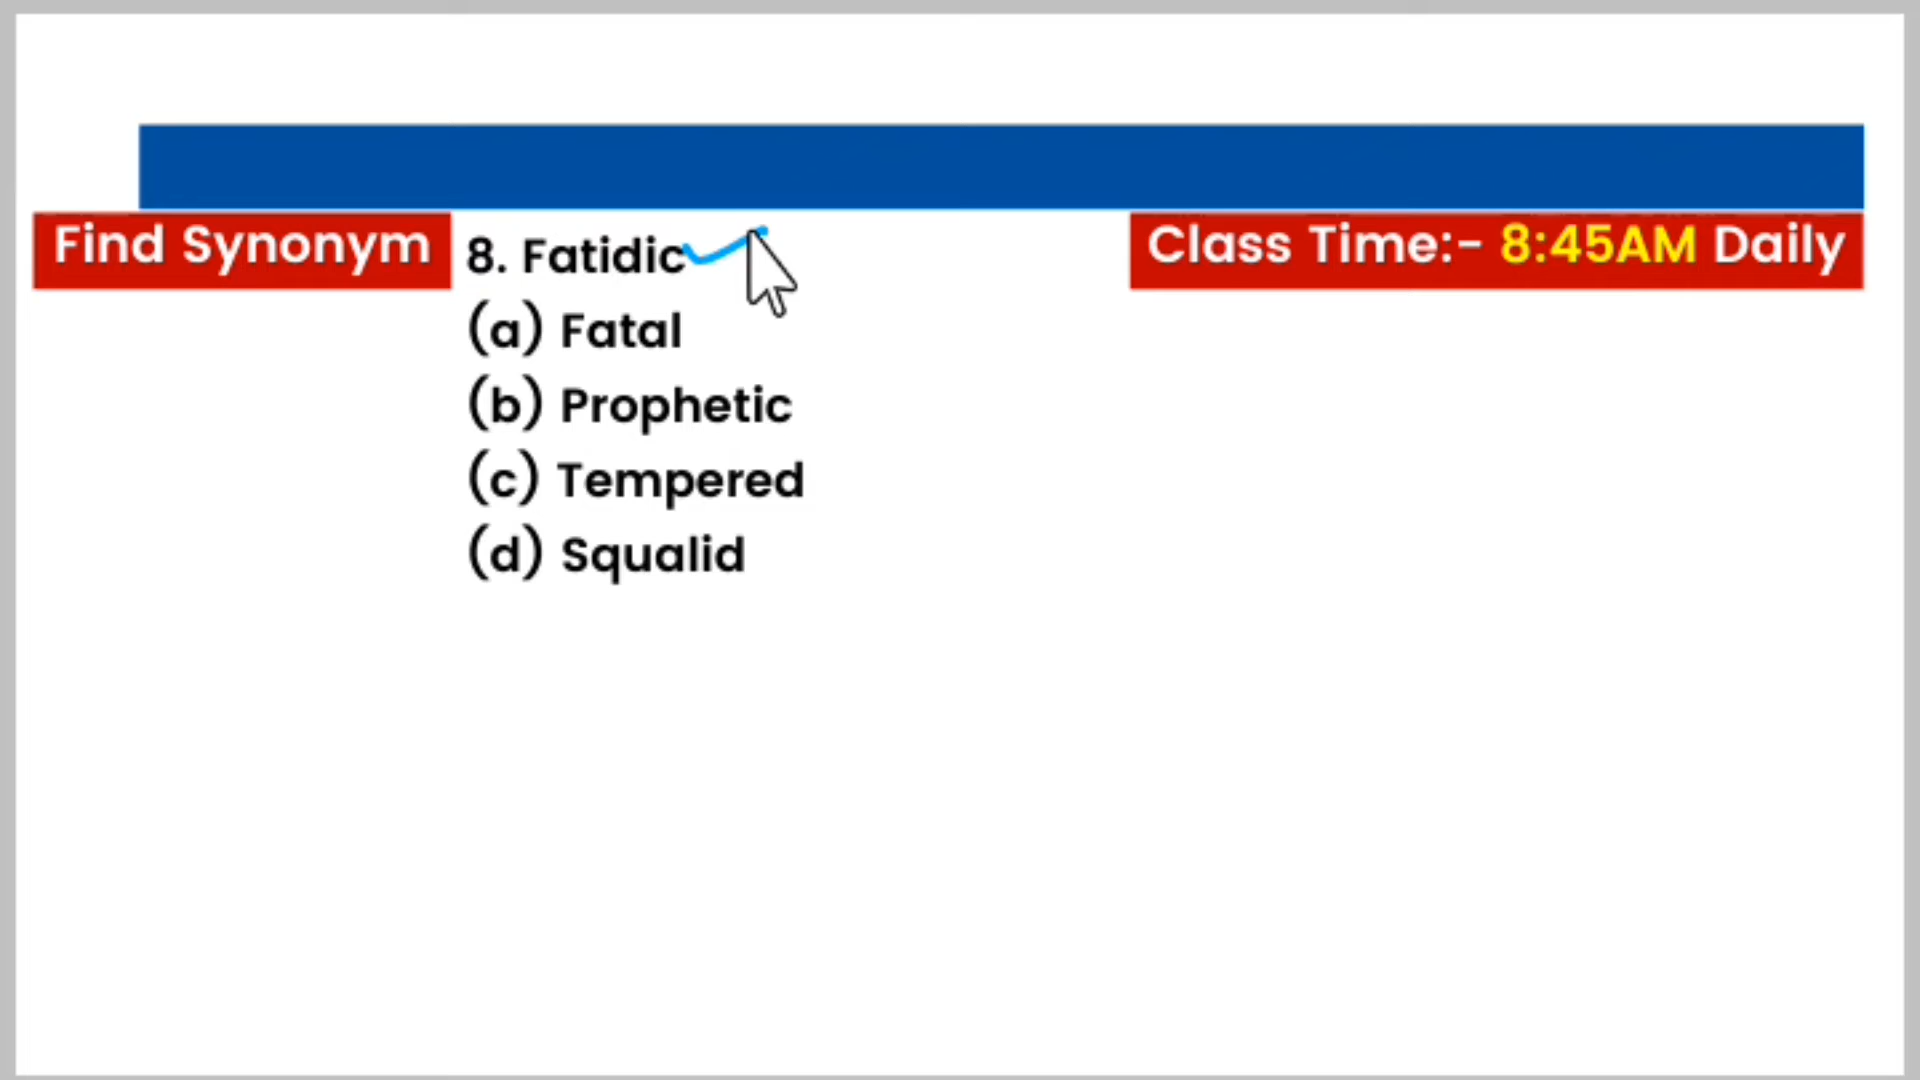 Find Synonym
8. Fatidic
Class Time:- 8:45AM Daily
(a) Fatal
(b) Prophetic
(c) Tempered
(d) Squalid